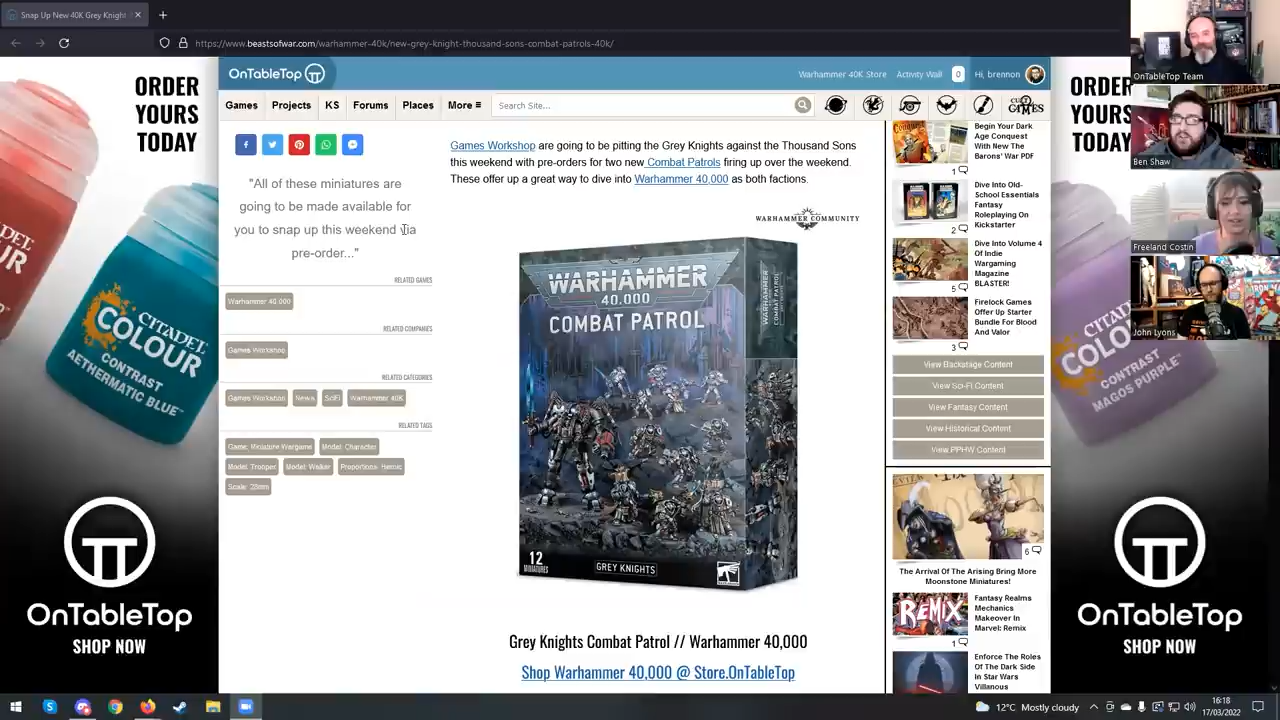 Snap Up New 40K Grey Knight
https://www.beastsofwar.com/warhammer-40k/new-grey-knight-thousand-sons-combat-patrols-40k/
OnTableTop
Warhammer 40K Store
Activity Wall
0
Hi, brennon
Games
Projects
KS
Forums
Places
More ≡
Search Site...
CULT OF GAMES
"All of these miniatures are
going to be made available for
you to snap up this weekend via
pre-order..."
RELATED GAMES
Warhammer 40,000
RELATED COMPANIES
Games Workshop
RELATED CATEGORIES
Games Workshop
News
SciFi
Warhammer 40K
RELATED TAGS
Game: Miniature Wargame
Model: Character
Model: Trooper
Model: Walker
Proportions: Heroic
Scale: 28mm
Games Workshop are going to be pitting the Grey Knights against the Thousand Sons
this weekend with pre-orders for two new Combat Patrols firing up over the weekend.
These offer up a great way to dive into Warhammer 40,000 as both factions.
WARHAMMER COMMUNITY
WARHAMMER
40,000
COMBAT PATROL
12
MINIATURES
GREY KNIGHTS
Grey Knights Combat Patrol // Warhammer 40,000
Shop Warhammer 40,000 @ Store.OnTableTop
Begin Your Dark
Age Conquest
With New The
Barons' War PDF
1
Dive Into Old-
School Essentials
Fantasy
Roleplaying On
Kickstarter
2
Dive Into Volume 4
Of Indie
Wargaming
Magazine
BLASTER!
5
Firelock Games
Offer Up Starter
Bundle For Blood
And Valor
3
View Backstage Content
View Sci-Fi Content
View Fantasy Content
View Historical Content
View PPHW Content
6
The Arrival Of The Arising Bring More
Moonstone Miniatures!
REMIX
Fantasy Realms
Mechanics
Makeover In
Marvel: Remix
1
Enforce The Roles
Of The Dark Side
In Star Wars
Villanous
ORDER
YOURS
TODAY
CITADEL
COLOUR
CONTRAST
AETHERMATIC BLUE
OnTableTop
SHOP NOW
ORDER
YOURS
TODAY
CITADEL
COLOUR
CONTRAST
MAGOS PURPLE
OnTableTop
SHOP NOW
OnTableTop Team
Ben Shaw
Freeland Costin
John Lyons
12°C Mostly cloudy
16:18
17/03/2022